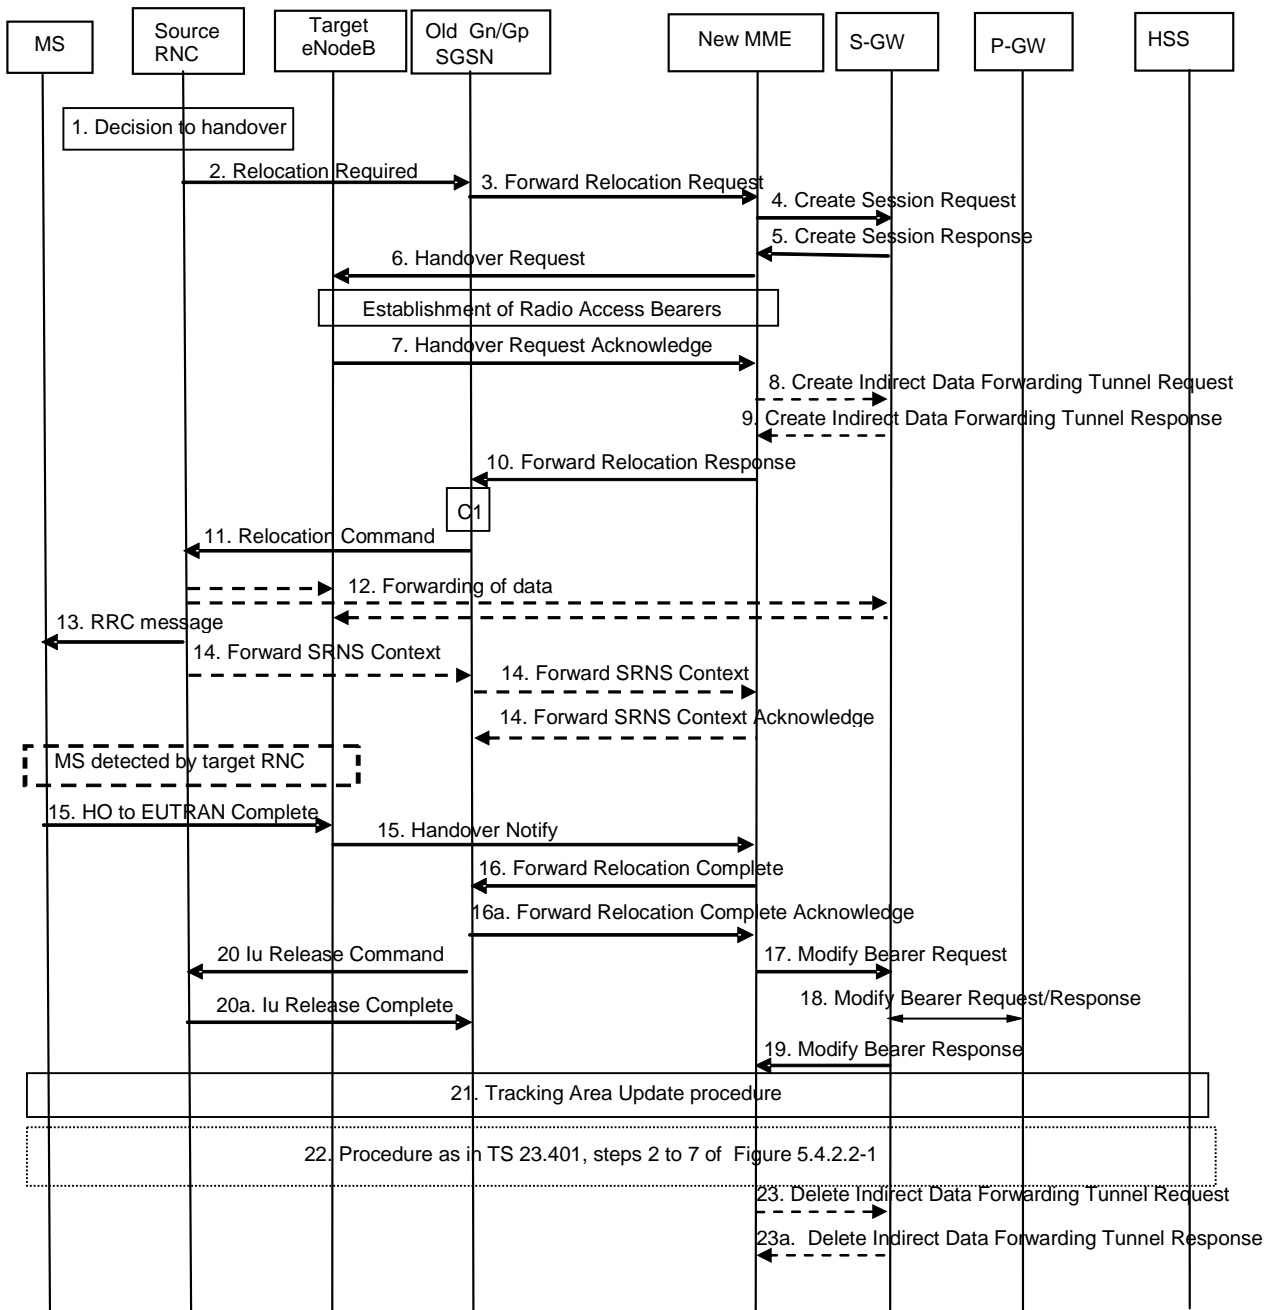 MS
Source
RNC
Target
eNodeB
Old Gn/Gp
SGSN
New MME
S-GW
P-GW
HSS
1. Decision to handover
2. Relocation Required
3. Forward Relocation Request
4. Create Session Request
5. Create Session Response
6. Handover Request
Establishment of Radio Access Bearers
7. Handover Request Acknowledge
8. Create Indirect Data Forwarding Tunnel Request
9. Create Indirect Data Forwarding Tunnel Response
10. Forward Relocation Response
C1
11. Relocation Command
12. Forwarding of data
13. RRC message
14. Forward SRNS Context
14. Forward SRNS Context
14. Forward SRNS Context Acknowledge
MS detected by target RNC
15. HO to EUTRAN Complete
15. Handover Notify
16. Forward Relocation Complete
16a. Forward Relocation Complete Acknowledge
20 Iu Release Command
17. Modify Bearer Request
20a. Iu Release Complete
18. Modify Bearer Request/Response
19. Modify Bearer Response
21. Tracking Area Update procedure
22. Procedure as in TS 23.401, steps 2 to 7 of Figure 5.4.2.2-1
23. Delete Indirect Data Forwarding Tunnel Request
23a. Delete Indirect Data Forwarding Tunnel Response